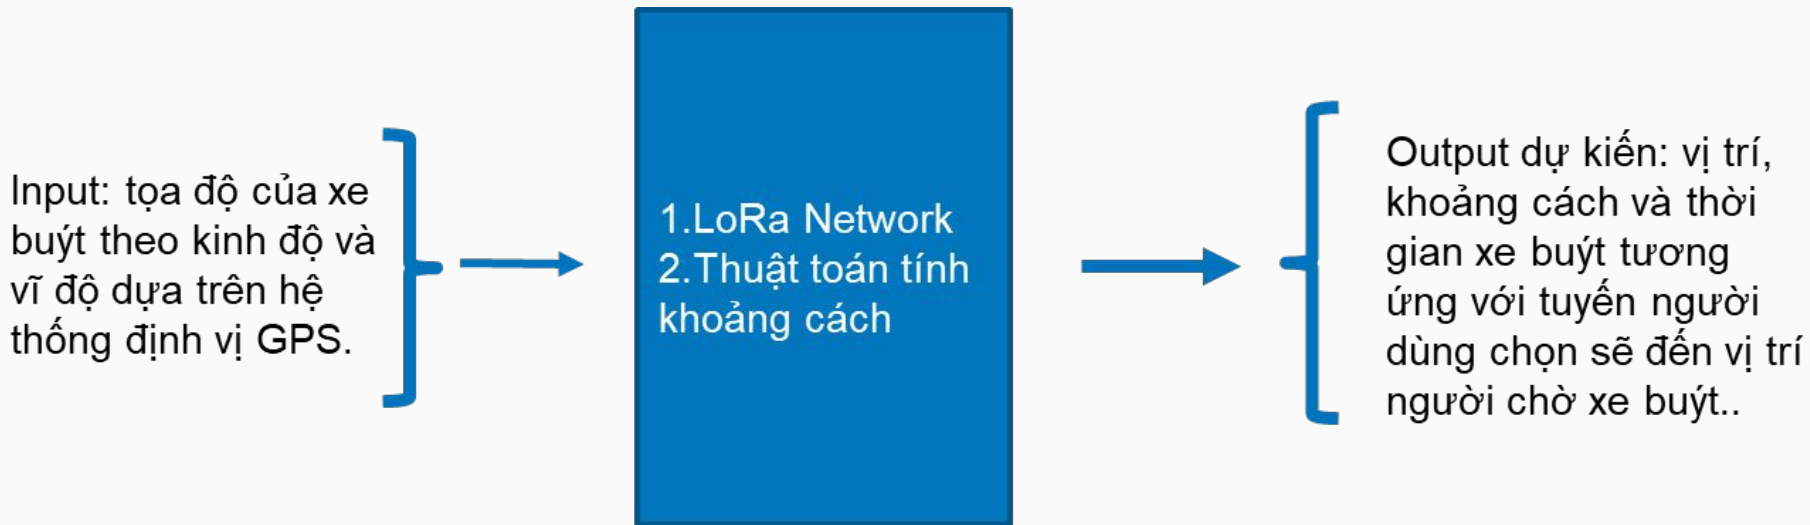 Input: tọa độ của xe
buýt theo kinh độ và
vĩ độ dựa trên hệ
thống định vị GPS.
1.LoRa Network
2.Thuật toán tính
khoảng cách
Output dự kiến: vị trí,
khoảng cách và thời
gian xe buýt tương
ứng với tuyến người
dùng chọn sẽ đến vị trí
người chờ xe buýt..